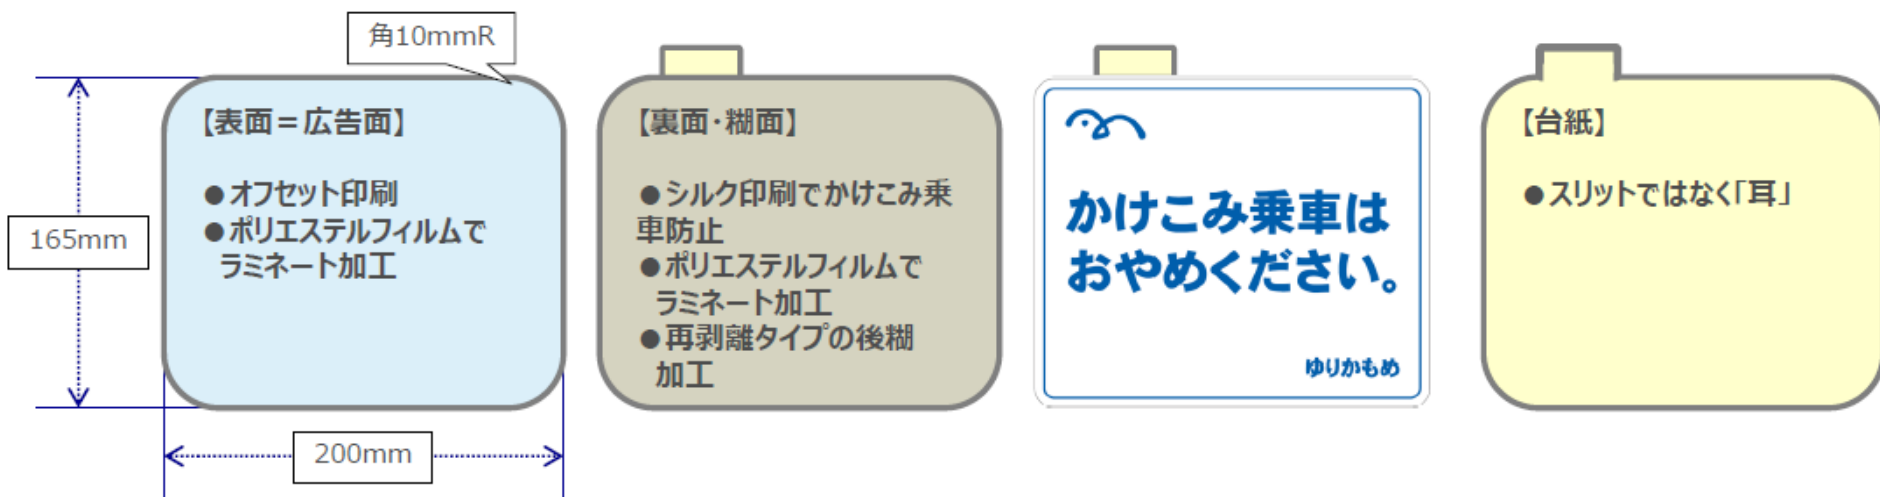 角10mmR
165mm
200mm
【表面＝広告面】
●オフセット印刷
●ポリエステルフィルムで
ラミネート加工
【裏面・糊面】
●シルク印刷でかけこみ乗
車防止
●ポリエステルフィルムで
ラミネート加工
●再剥離タイプの後糊
加工
かけこみ乗車は
おやめください。
ゆりかもめ
【台紙】
●スリットではなく「耳」